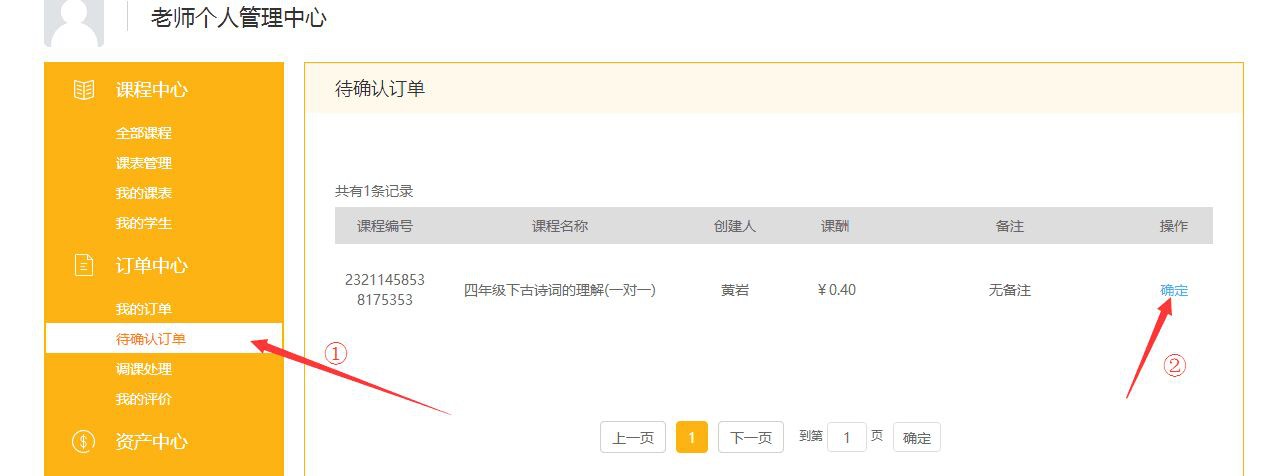 老师个人管理中心
课程中心
全部课程
课表管理
我的课表
我的学生
订单中心
我的订单
待确认订单
调课处理
我的评价
资产中心
待确认订单
共有1条记录
课程编号 课程名称 创建人 课酬 备注 操作
2321145853
8175353
四年级下古诗词的理解(一对一) 黄岩 ¥0.40 无备注 确定
①
②
上一页 1 下一页 到第 1 页 确定